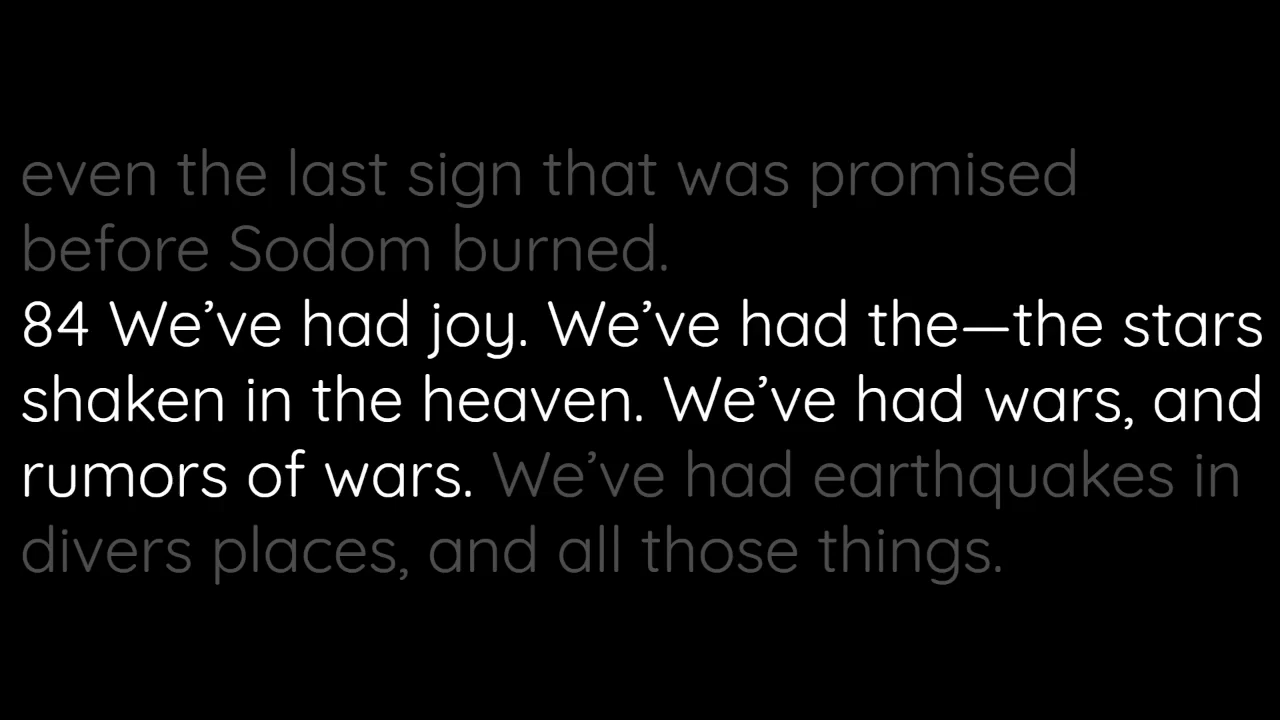 even the last sign that was promised
before Sodom burned.
84 We’ve had joy. We’ve had the—the stars
shaken in the heaven. We’ve had wars, and
rumors of wars. We’ve had earthquakes in
divers places, and all those things.